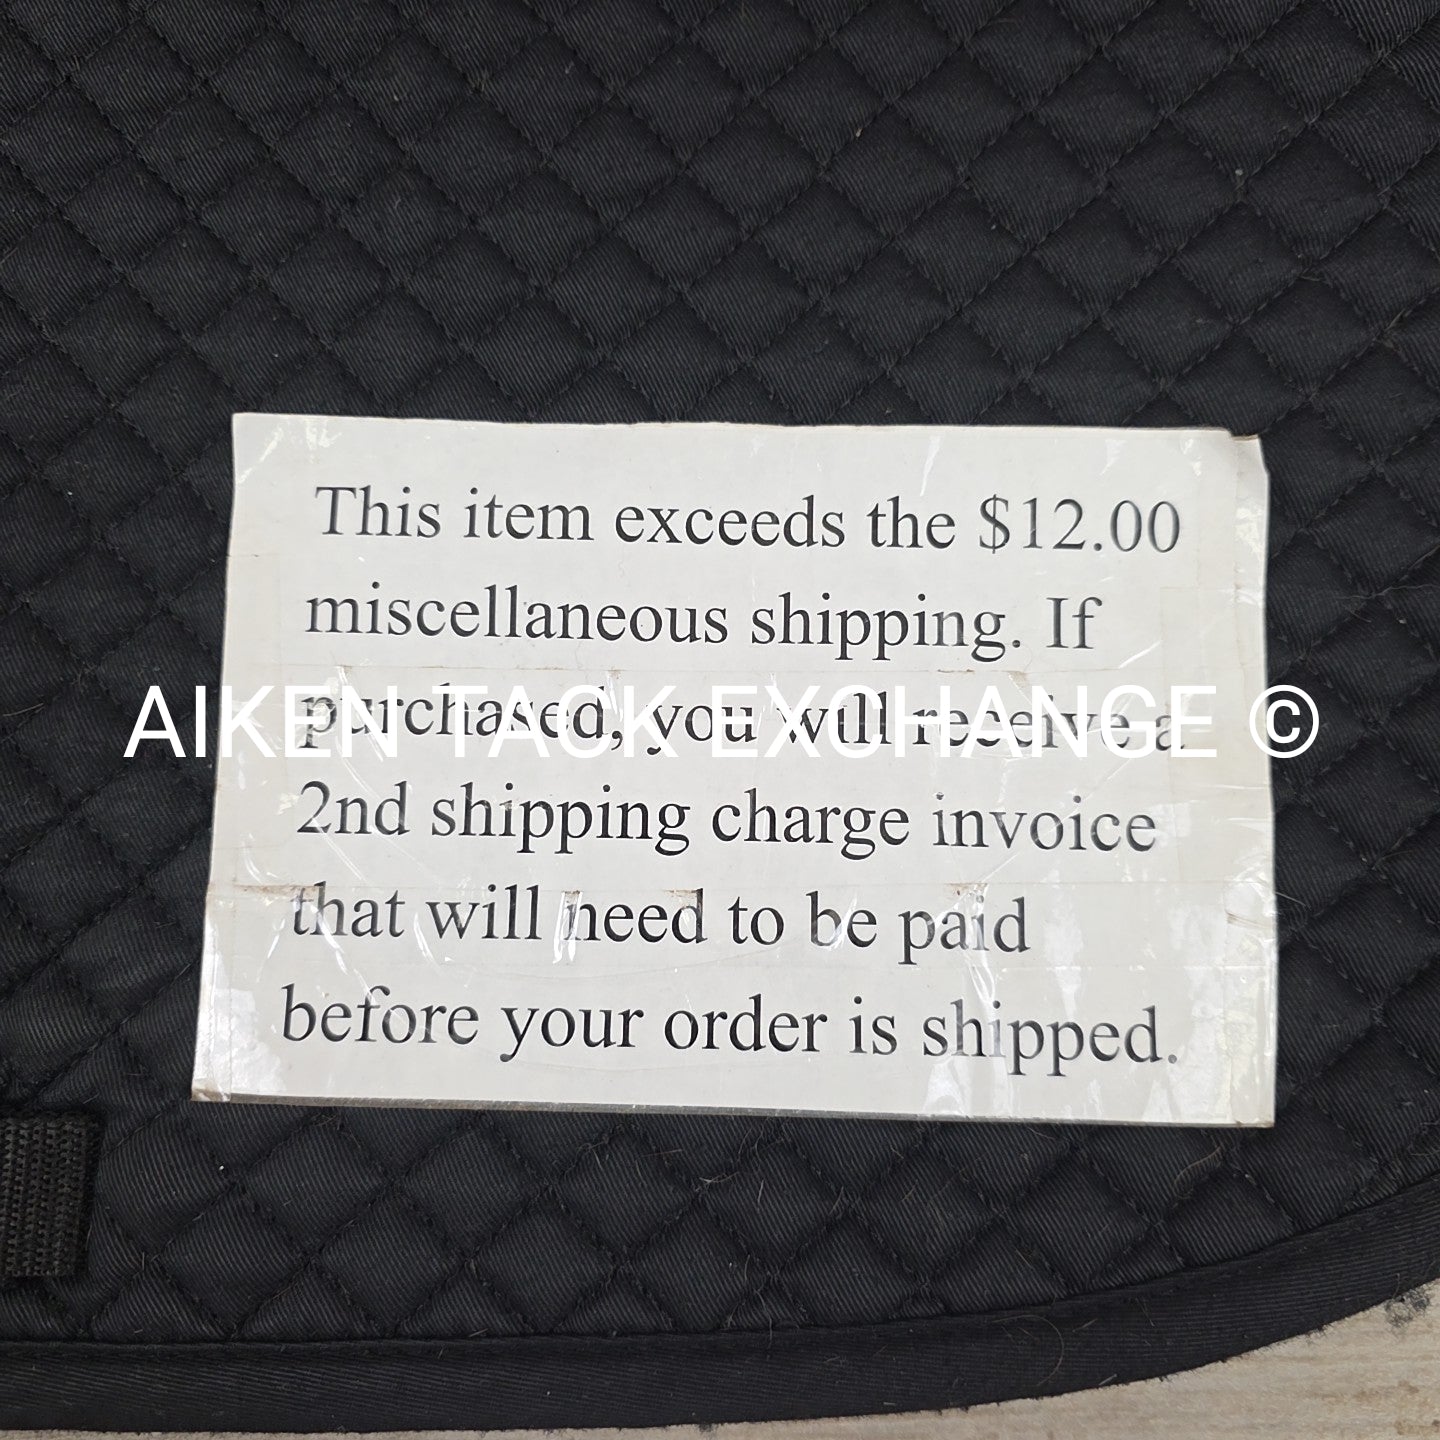 This item exceeds the $12.00
miscellaneous shipping. If
purchased, you will receive a
AIKEN TACK EXCHANGE ©
2nd shipping charge invoice
that will need to be paid
before your order is shipped.